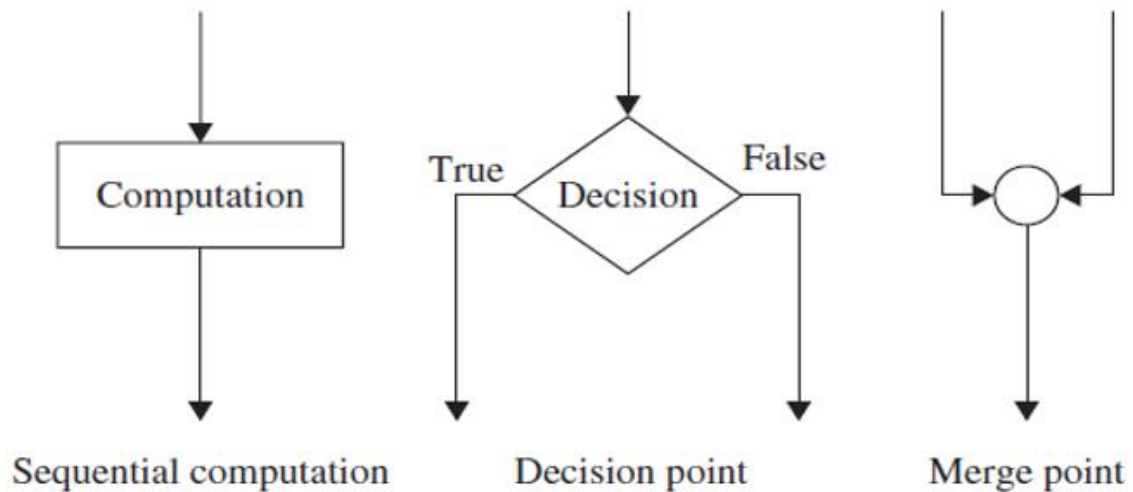 True
False
Computation
Decision
Sequential computation
Decision point
Merge point